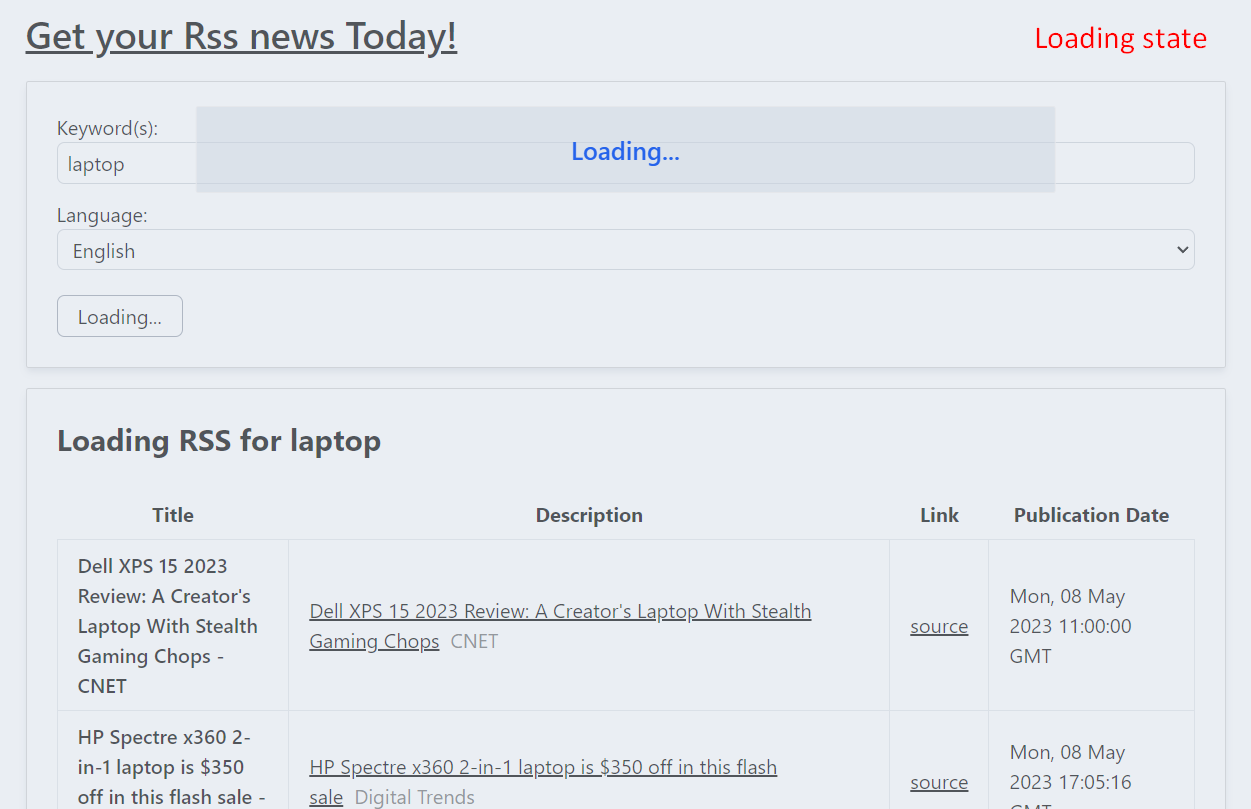 Get your Rss news Today!
Loading state
Keyword(s):
Loading...
laptop
Language:
English
Loading...
Loading RSS for laptop
Title Description Link Publication Date
Dell XPS 15 2023
Review: A Creator's
Laptop With Stealth
Gaming Chops -
CNET
Dell XPS 15 2023 Review: A Creator's Laptop With Stealth
Gaming Chops CNET
source
Mon, 08 May
2023 11:00:00
GMT
HP Spectre x360 2-
in-1 laptop is $350
off in this flash sale -
HP Spectre x360 2-in-1 laptop is $350 off in this flash
sale Digital Trends
source
Mon, 08 May
2023 17:05:16
GMT